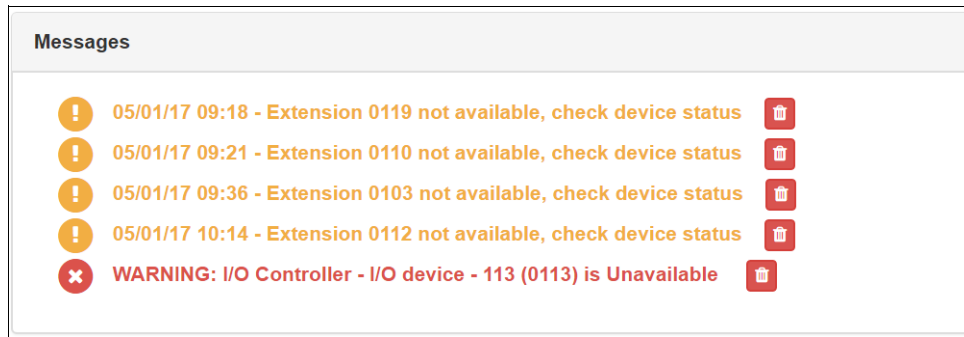 Messages
05/01/17 09:18 - Extension 0119 not available, check device status
05/01/17 09:21 - Extension 0110 not available, check device status
05/01/17 09:36 - Extension 0103 not available, check device status
05/01/17 10:14 - Extension 0112 not available, check device status
WARNING: I/O Controller - I/O device - 113 (0113) is Unavailable